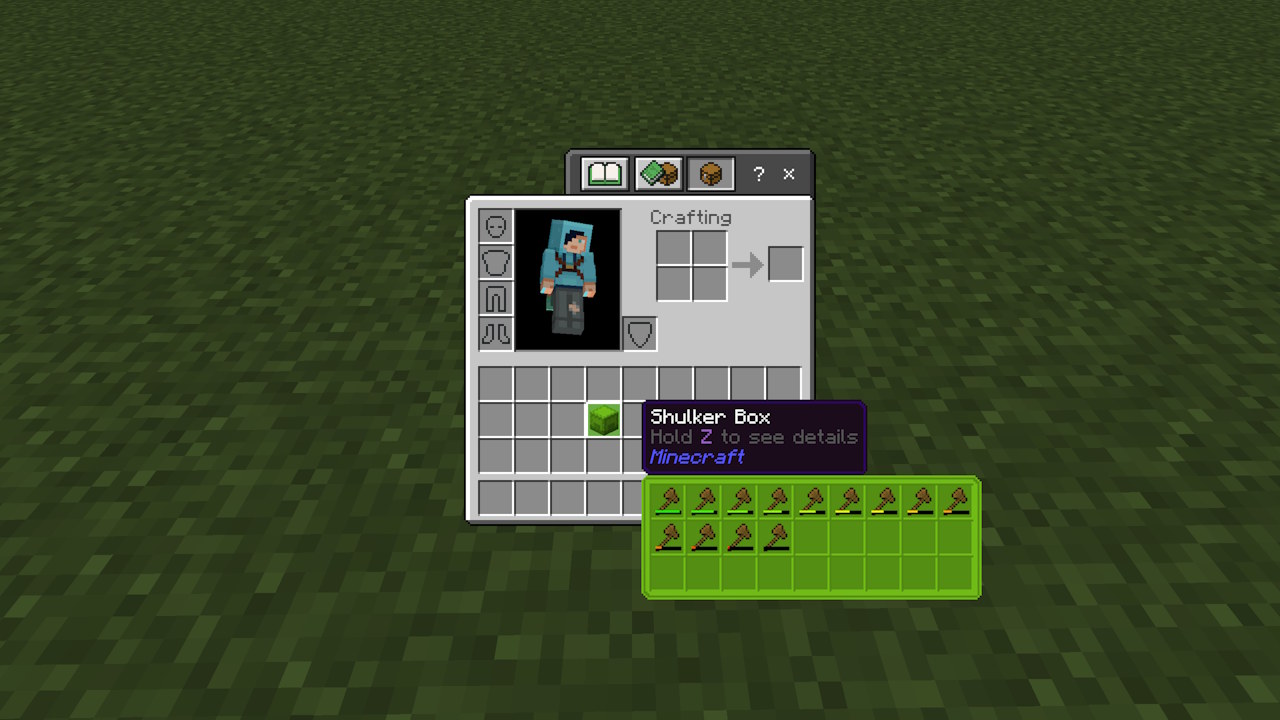 ? ×
Crafting
Shulker Box
Hold Z to see details
Minecraft